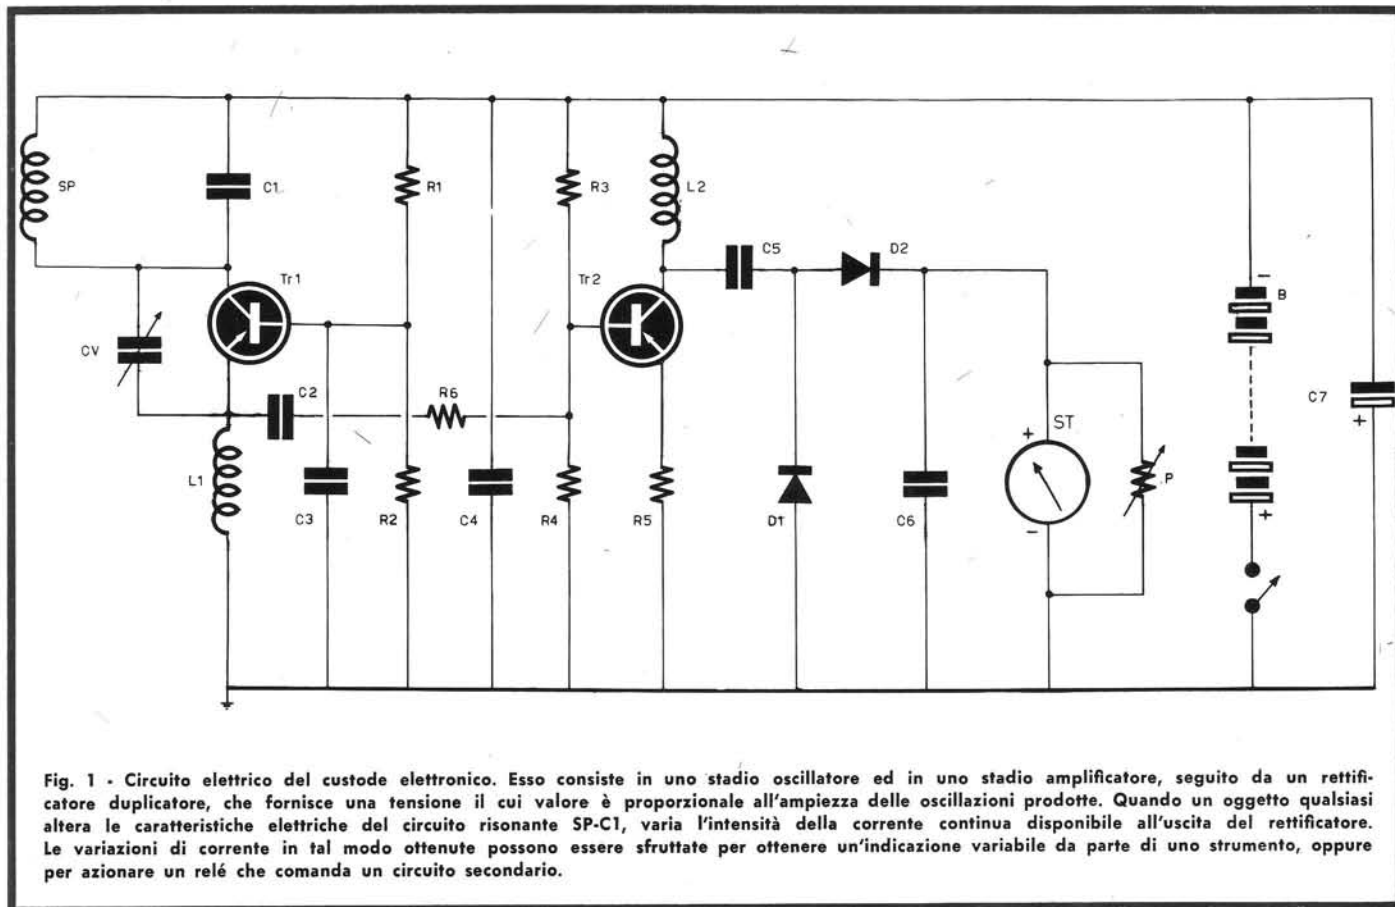 SP
C1
R1
R3
L2
C5
D2
Tr1
Tr2
- B
CV
C2
R6
C7
+
+ ST
L1
P
C3
R2
C4
R4
R5
D1
C6
-
+
Fig. 1 - Circuito elettrico del custode elettronico. Esso consiste in uno stadio oscillatore ed in uno stadio amplificatore, seguito da un rettifi-
catore duplicatore, che fornisce una tensione il cui valore è proporzionale all'ampiezza delle oscillazioni prodotte. Quando un oggetto qualsiasi
altera le caratteristiche elettriche del circuito risonante SP-C1, varia l'intensità della corrente continua disponibile all'uscita del rettificatore.
Le variazioni di corrente in tal modo ottenute possono essere sfruttate per ottenere un'indicazione variabile da parte di uno strumento, oppure
per azionare un relé che comanda un circuito secondario.